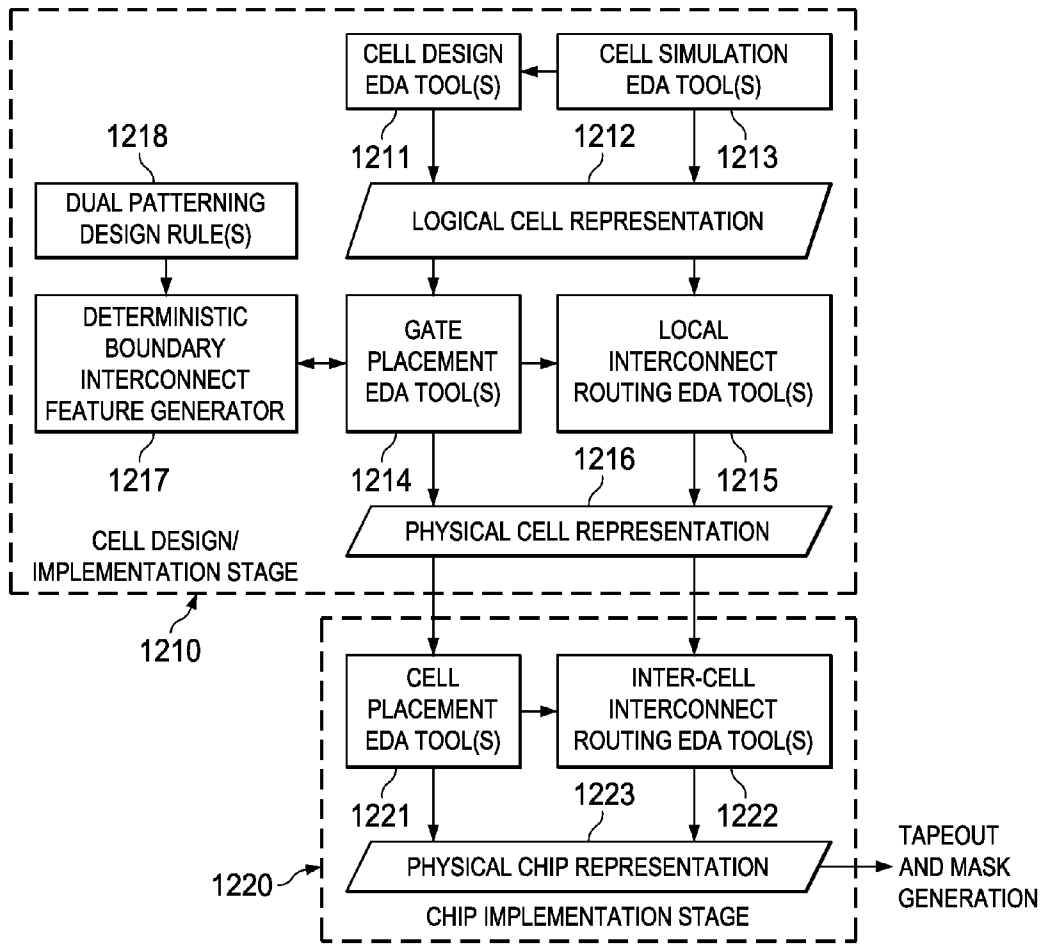 CELL DESIGN
EDA TOOL(S)
CELL SIMULATION
EDA TOOL(S)
1218
1211
1212
1213
DUAL PATTERNING
DESIGN RULE(S)
LOGICAL CELL REPRESENTATION
DETERMINISTIC
BOUNDARY
INTERCONNECT
FEATURE GENERATOR
GATE
PLACEMENT
EDA TOOL(S)
LOCAL
INTERCONNECT
ROUTING EDA TOOL(S)
1217
1214
1216
1215
PHYSICAL CELL REPRESENTATION
CELL DESIGN/
IMPLEMENTATION STAGE
1210
CELL
PLACEMENT
EDA TOOL(S)
INTER-CELL
INTERCONNECT
ROUTING EDA TOOL(S)
1221
1223
1222
PHYSICAL CHIP REPRESENTATION
TAPEOUT
AND MASK
GENERATION
1220
CHIP IMPLEMENTATION STAGE